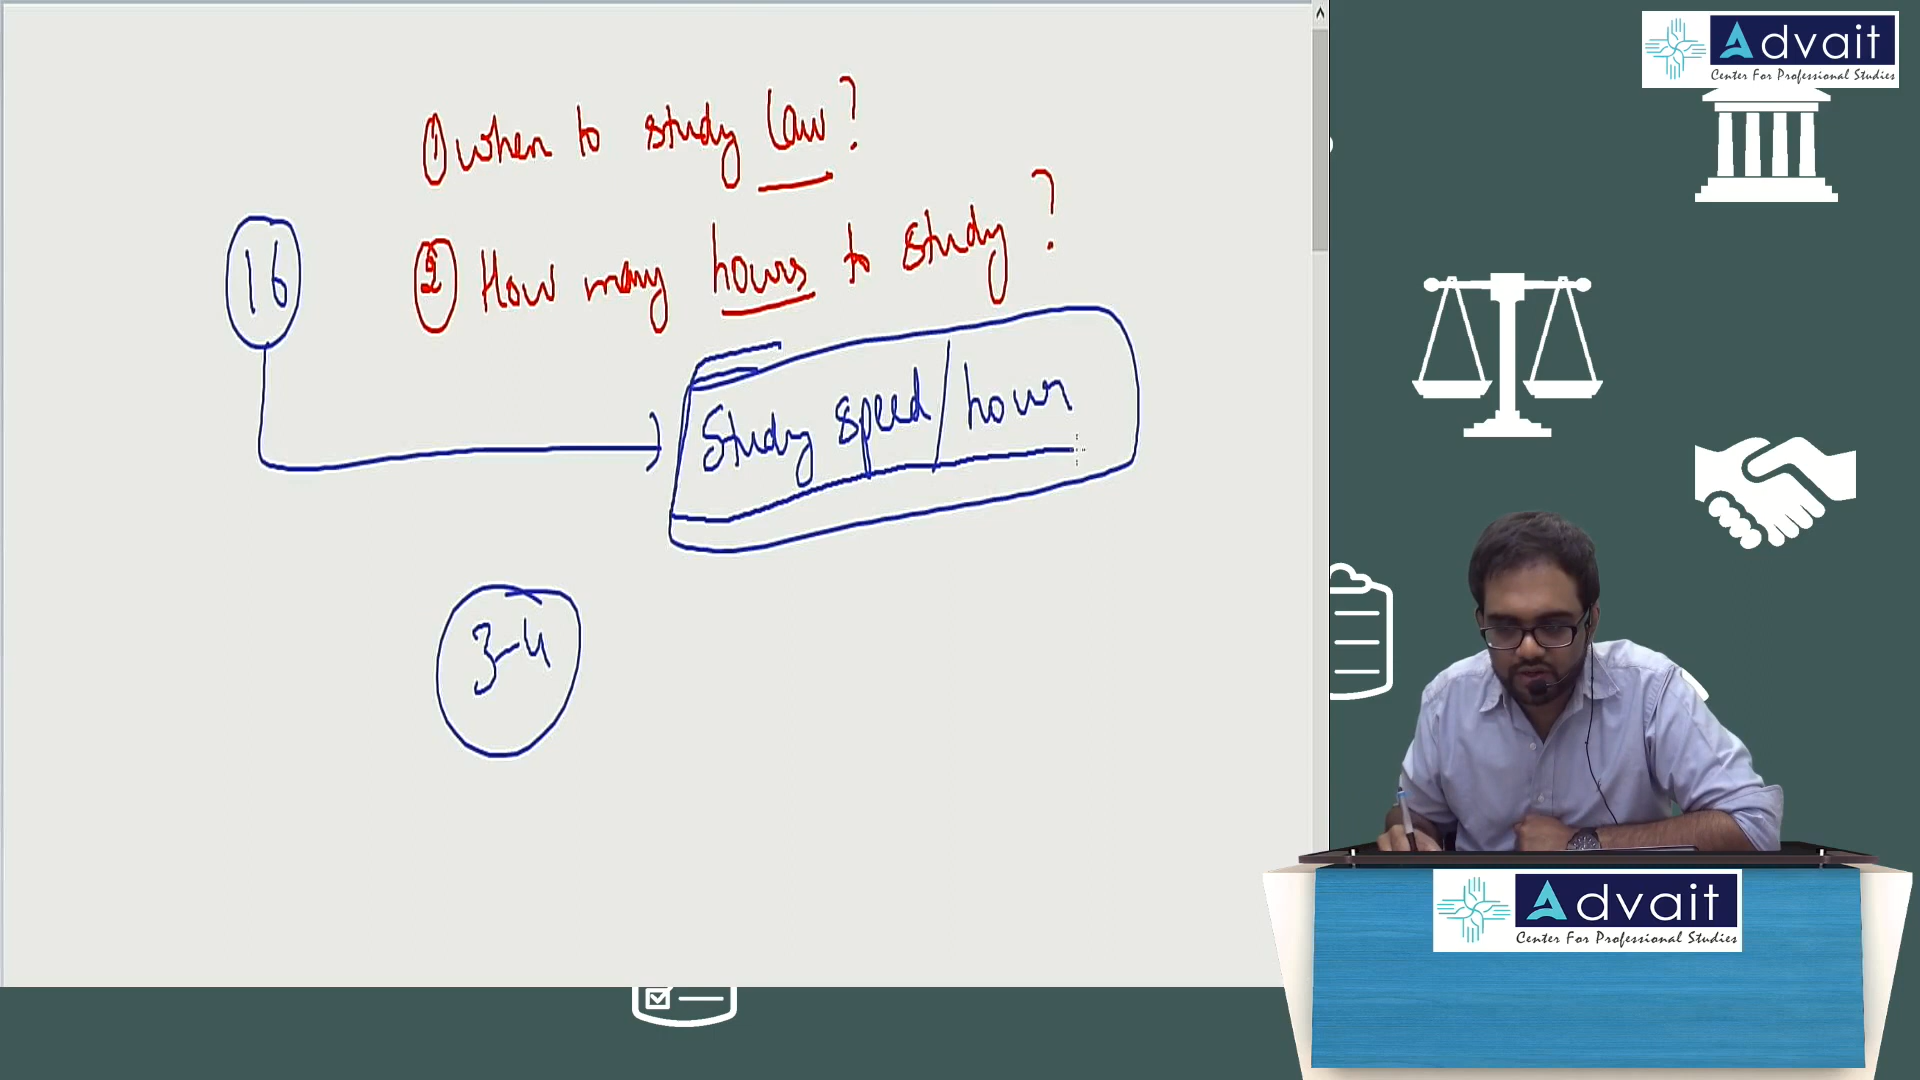 Advait
Center For Professional Studies
① when to study law?
② How many hours to study?
16
Study speed/hour
3-4
Advait
Center For Professional Studies